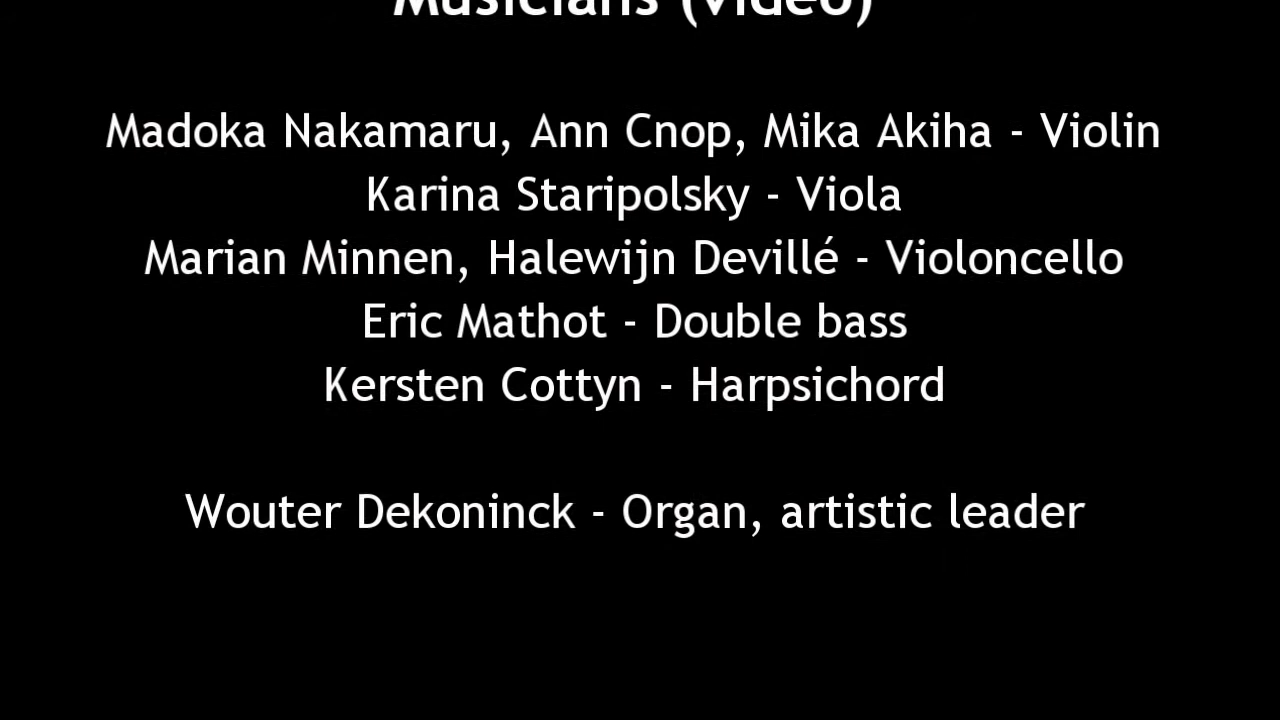 Musicians (video)
Madoka Nakamaru, Ann Cnop, Mika Akiha - Violin
Karina Staripolsky - Viola
Marian Minnen, Halewijn Devillé - Violoncello
Eric Mathot - Double bass
Kersten Cottyn - Harpsichord
Wouter Dekoninck - Organ, artistic leader